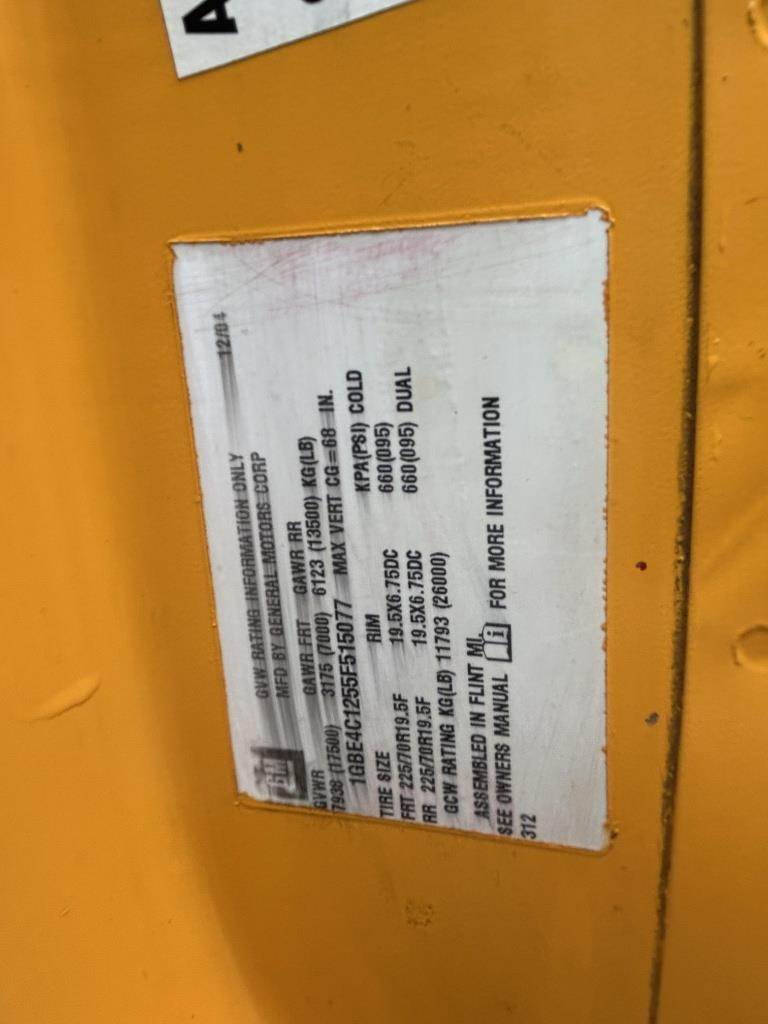 A
GVW RATING INFORMATION ONLY 12/04
MFD BY GENERAL MOTORS CORP
GM
GVWR GAWR FRT GAWR RR
7938 (17500) 3175 (7000) 6123 (13500) KG(LB)
1GBE4C1255F515077 MAX VERT CG=68 IN.
TIRE SIZE RIM KPA(PSI) COLD
FRT 225/70R19.5F 19.5X6.75DC 660(095)
RR 225/70R19.5F 19.5X6.75DC 660(095) DUAL
GCW RATING KG(LB) 11793 (26000)
ASSEMBLED IN FLINT MI.
SEE OWNERS MANUAL i FOR MORE INFORMATION
312